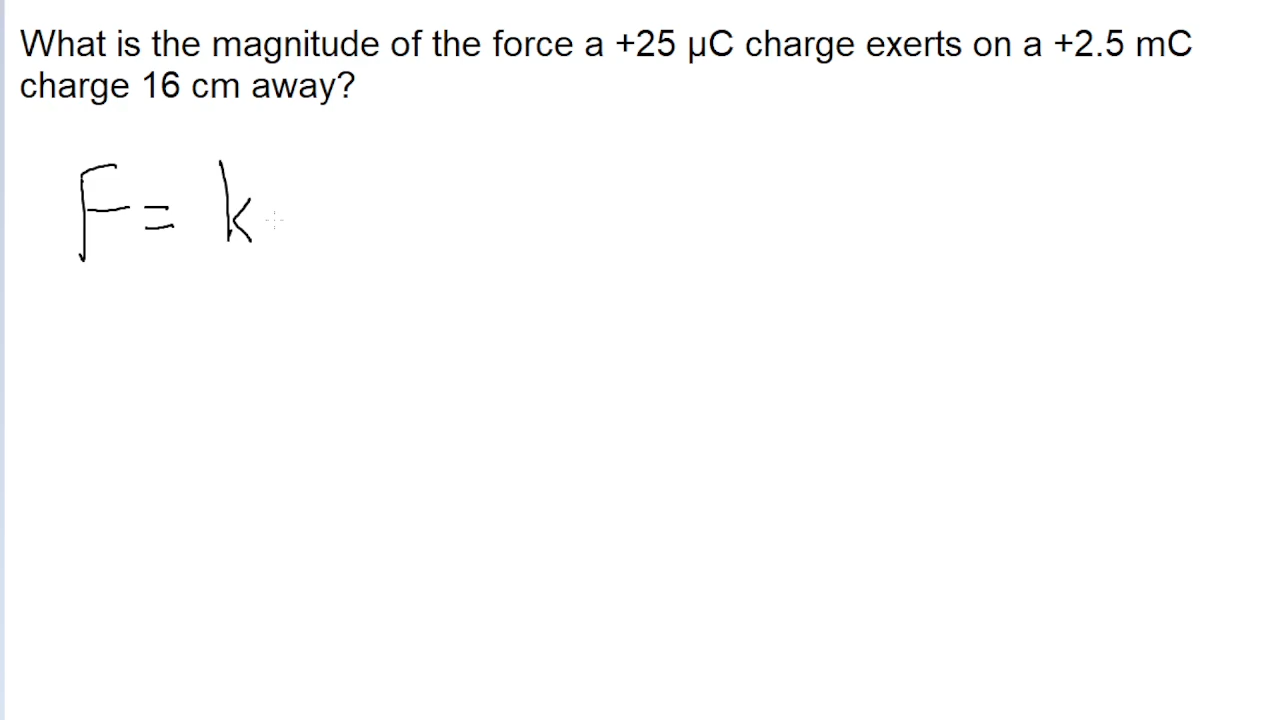 What is the magnitude of the force a +25 μC charge exerts on a +2.5 mC
charge 16 cm away?
F = k